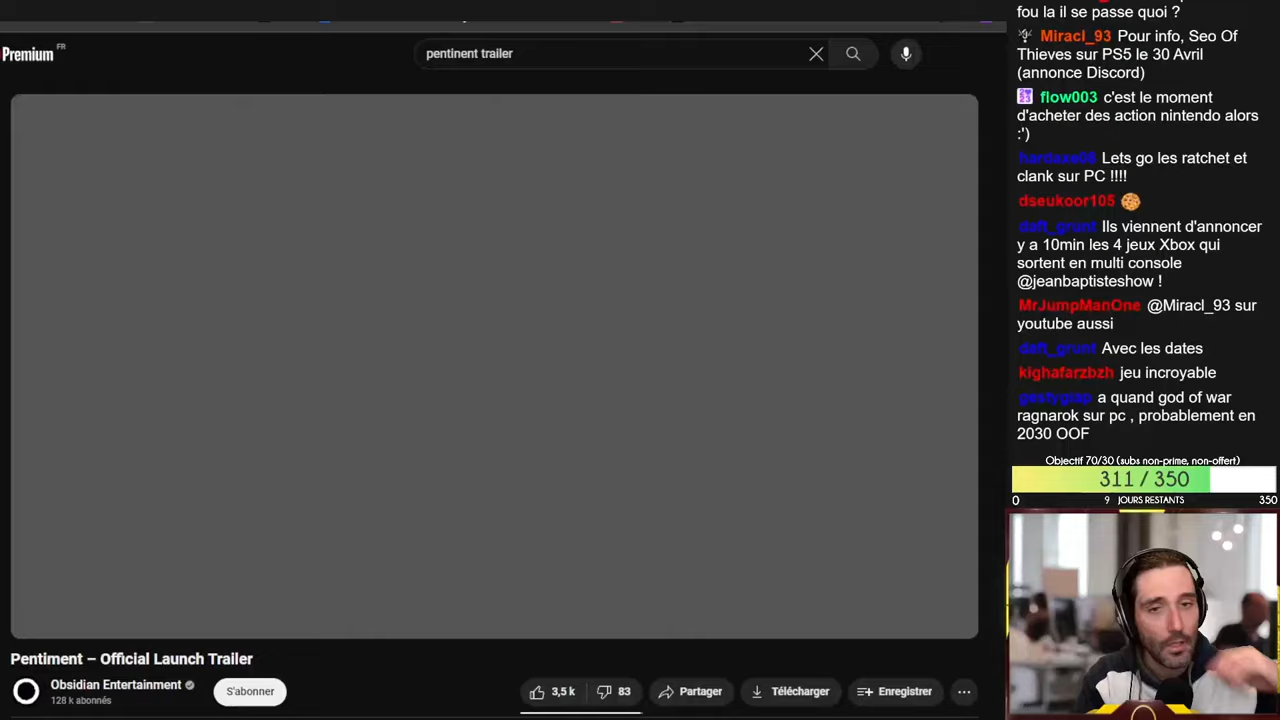 Premium FR
pentinent trailer
Pentiment – Official Launch Trailer
Obsidian Entertainment
128 k abonnés
S'abonner
3,5 k
83
Partager
Télécharger
Enregistrer
fou la il se passe quoi ?
Miracl_93 Pour info, Seo Of
Thieves sur PS5 le 30 Avril
(annonce Discord)
flow003 c'est le moment
d'acheter des action nintendo alors
:')
hardaxe08 Lets go les ratchet et
clank sur PC !!!!
dseukoor105
daft_grunt Ils viennent d'annoncer
y a 10min les 4 jeux Xbox qui
sortent en multi console
@jeanbaptisteshow !
MrJumpManOne @Miracl_93 sur
youtube aussi
daft_grunt Avec les dates
kighafarzbzh jeu incroyable
gestyglap a quand god of war
ragnarok sur pc , probablement en
2030 OOF
Objectif 70/30 (subs non-prime, non-offert)
311 / 350
0 9 JOURS RESTANTS 350